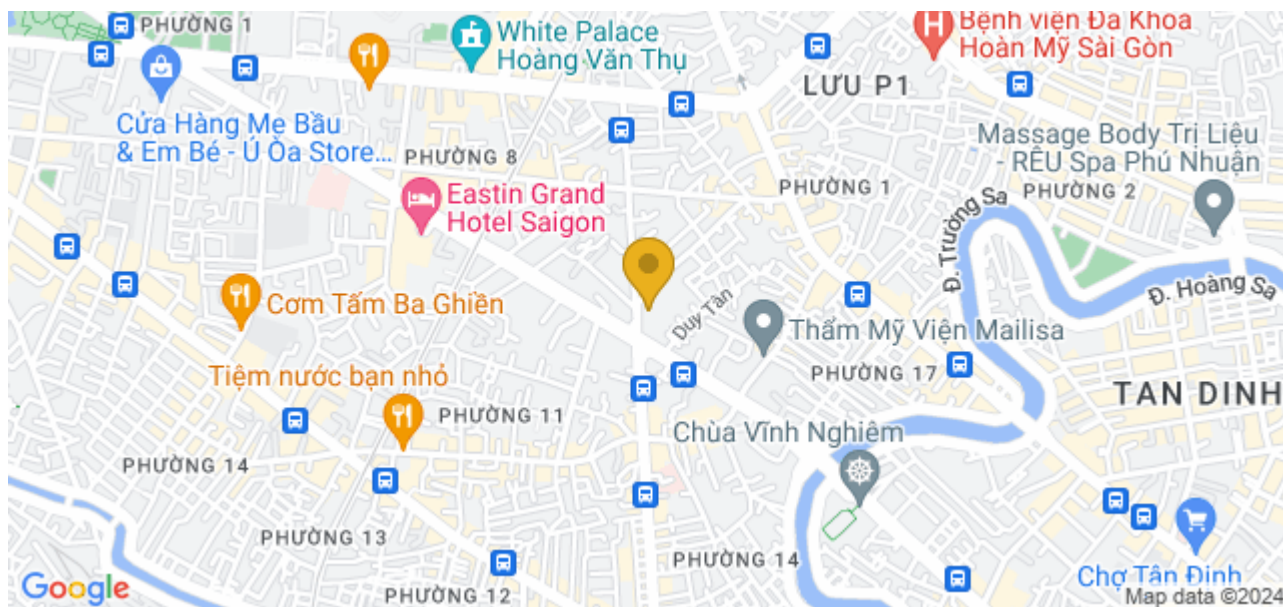 PHƯỜNG 1
White Palace
Hoàng Văn Thụ
Bệnh viện Đa Khoa
Hoàn Mỹ Sài Gòn
LƯU P1
Cửa Hàng Mẹ Bầu
& Em Bé - Ú Òa Store...
PHƯỜNG 8
Massage Body Trị Liệu
- RÊU Spa Phú Nhuận
PHƯỜNG 1
PHƯỜNG 2
Eastin Grand
Hotel Saigon
Đ. Trường Sa
Đ. Hoàng Sa
Cơm Tấm Ba Ghiền
Duy Tân
Thẩm Mỹ Viện Mailisa
Tiệm nước bạn nhỏ
PHƯỜNG 17
TAN DINH
PHƯỜNG 11
Chùa Vĩnh Nghiêm
PHƯỜNG 14
PHƯỜNG 13
PHƯỜNG 14
Chợ Tân Định
Google
PHƯỜNG 12
Map data ©2024